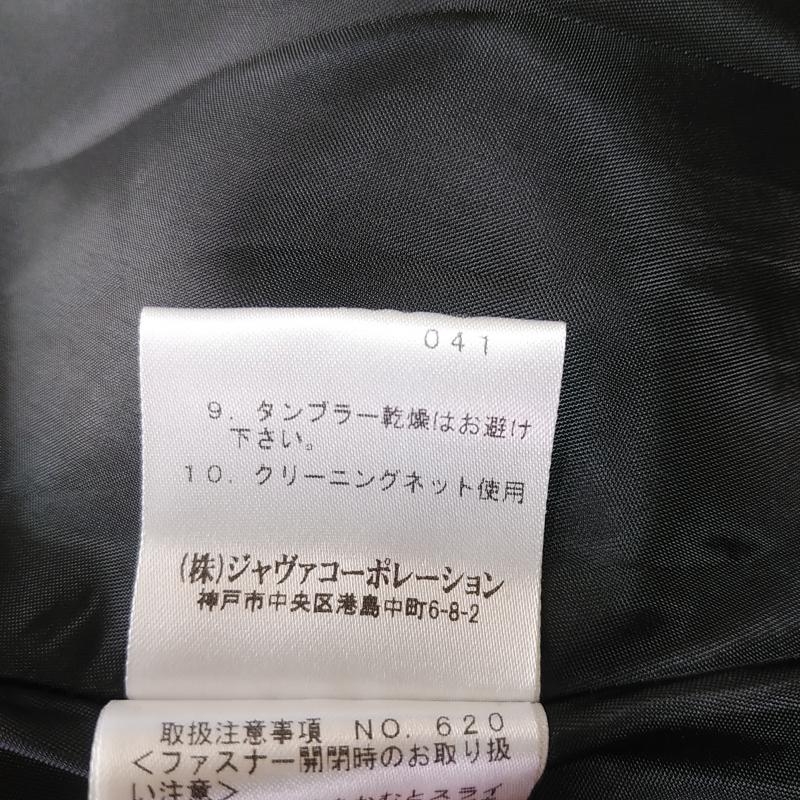 041
9. タンブラー乾燥はお避け
下さい。
10. クリーニングネット使用
(株)ジャヴァコーポレーション
神戸市中央区港島中町6-8-2
取扱注意事項 NO. 620
<ファスナー開閉時のお取り扱
い注意>